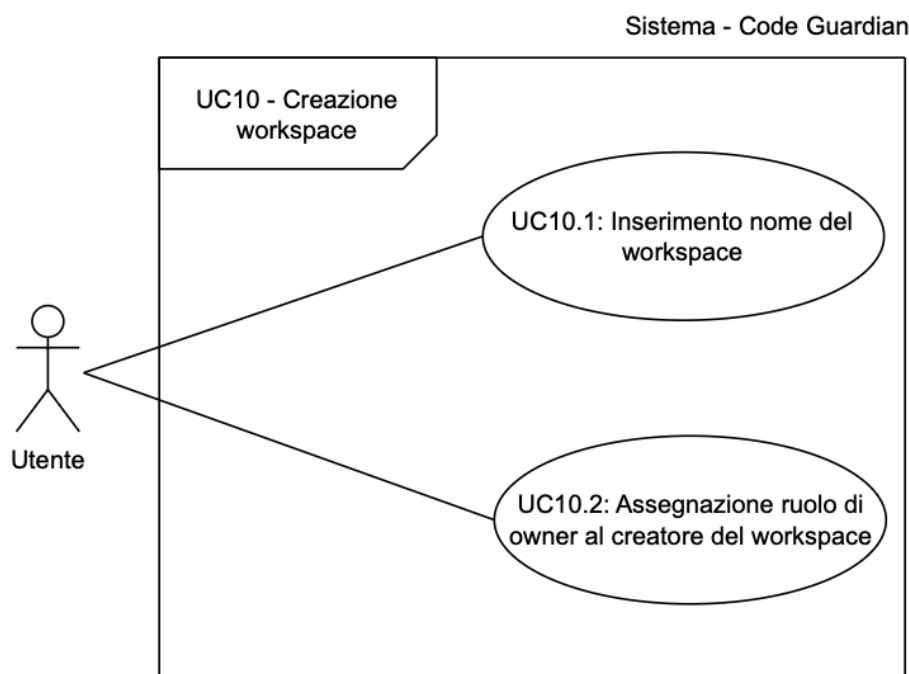 Sistema - Code Guardian
UC10 - Creazione
workspace
UC10.1: Inserimento nome del
workspace
Utente
UC10.2: Assegnazione ruolo di
owner al creatore del workspace